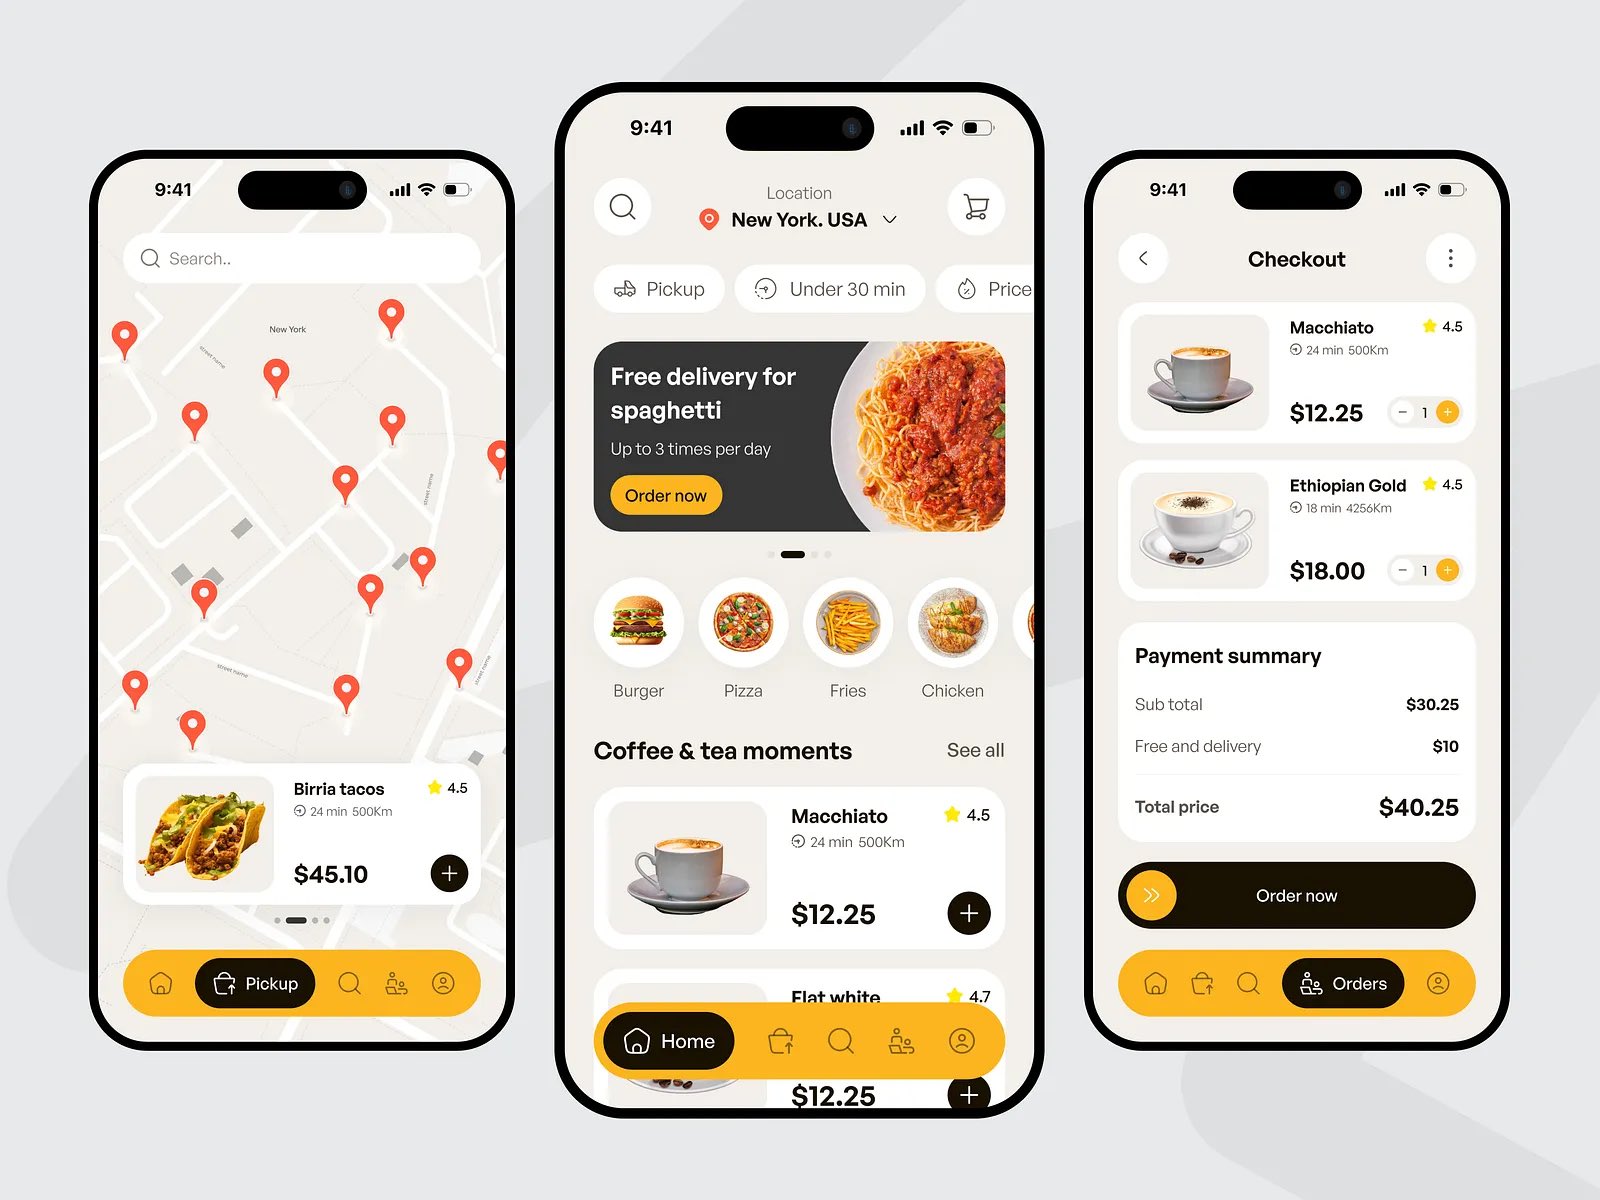 9:41
Search..
New York
street name
street name
street name
street name
Birria tacos
4.5
24 min 500Km
$45.10
Pickup
9:41
Location
New York. USA
Pickup
Under 30 min
Price
Free delivery for
spaghetti
Up to 3 times per day
Order now
Burger
Pizza
Fries
Chicken
Coffee & tea moments
See all
Macchiato
4.5
24 min 500Km
$12.25
Flat white
4.7
Home
$12.25
9:41
Checkout
Macchiato
4.5
24 min 500Km
$12.25
1
Ethiopian Gold
4.5
18 min 4256Km
$18.00
1
Payment summary
Sub total
$30.25
Free and delivery
$10
Total price
$40.25
Order now
Orders